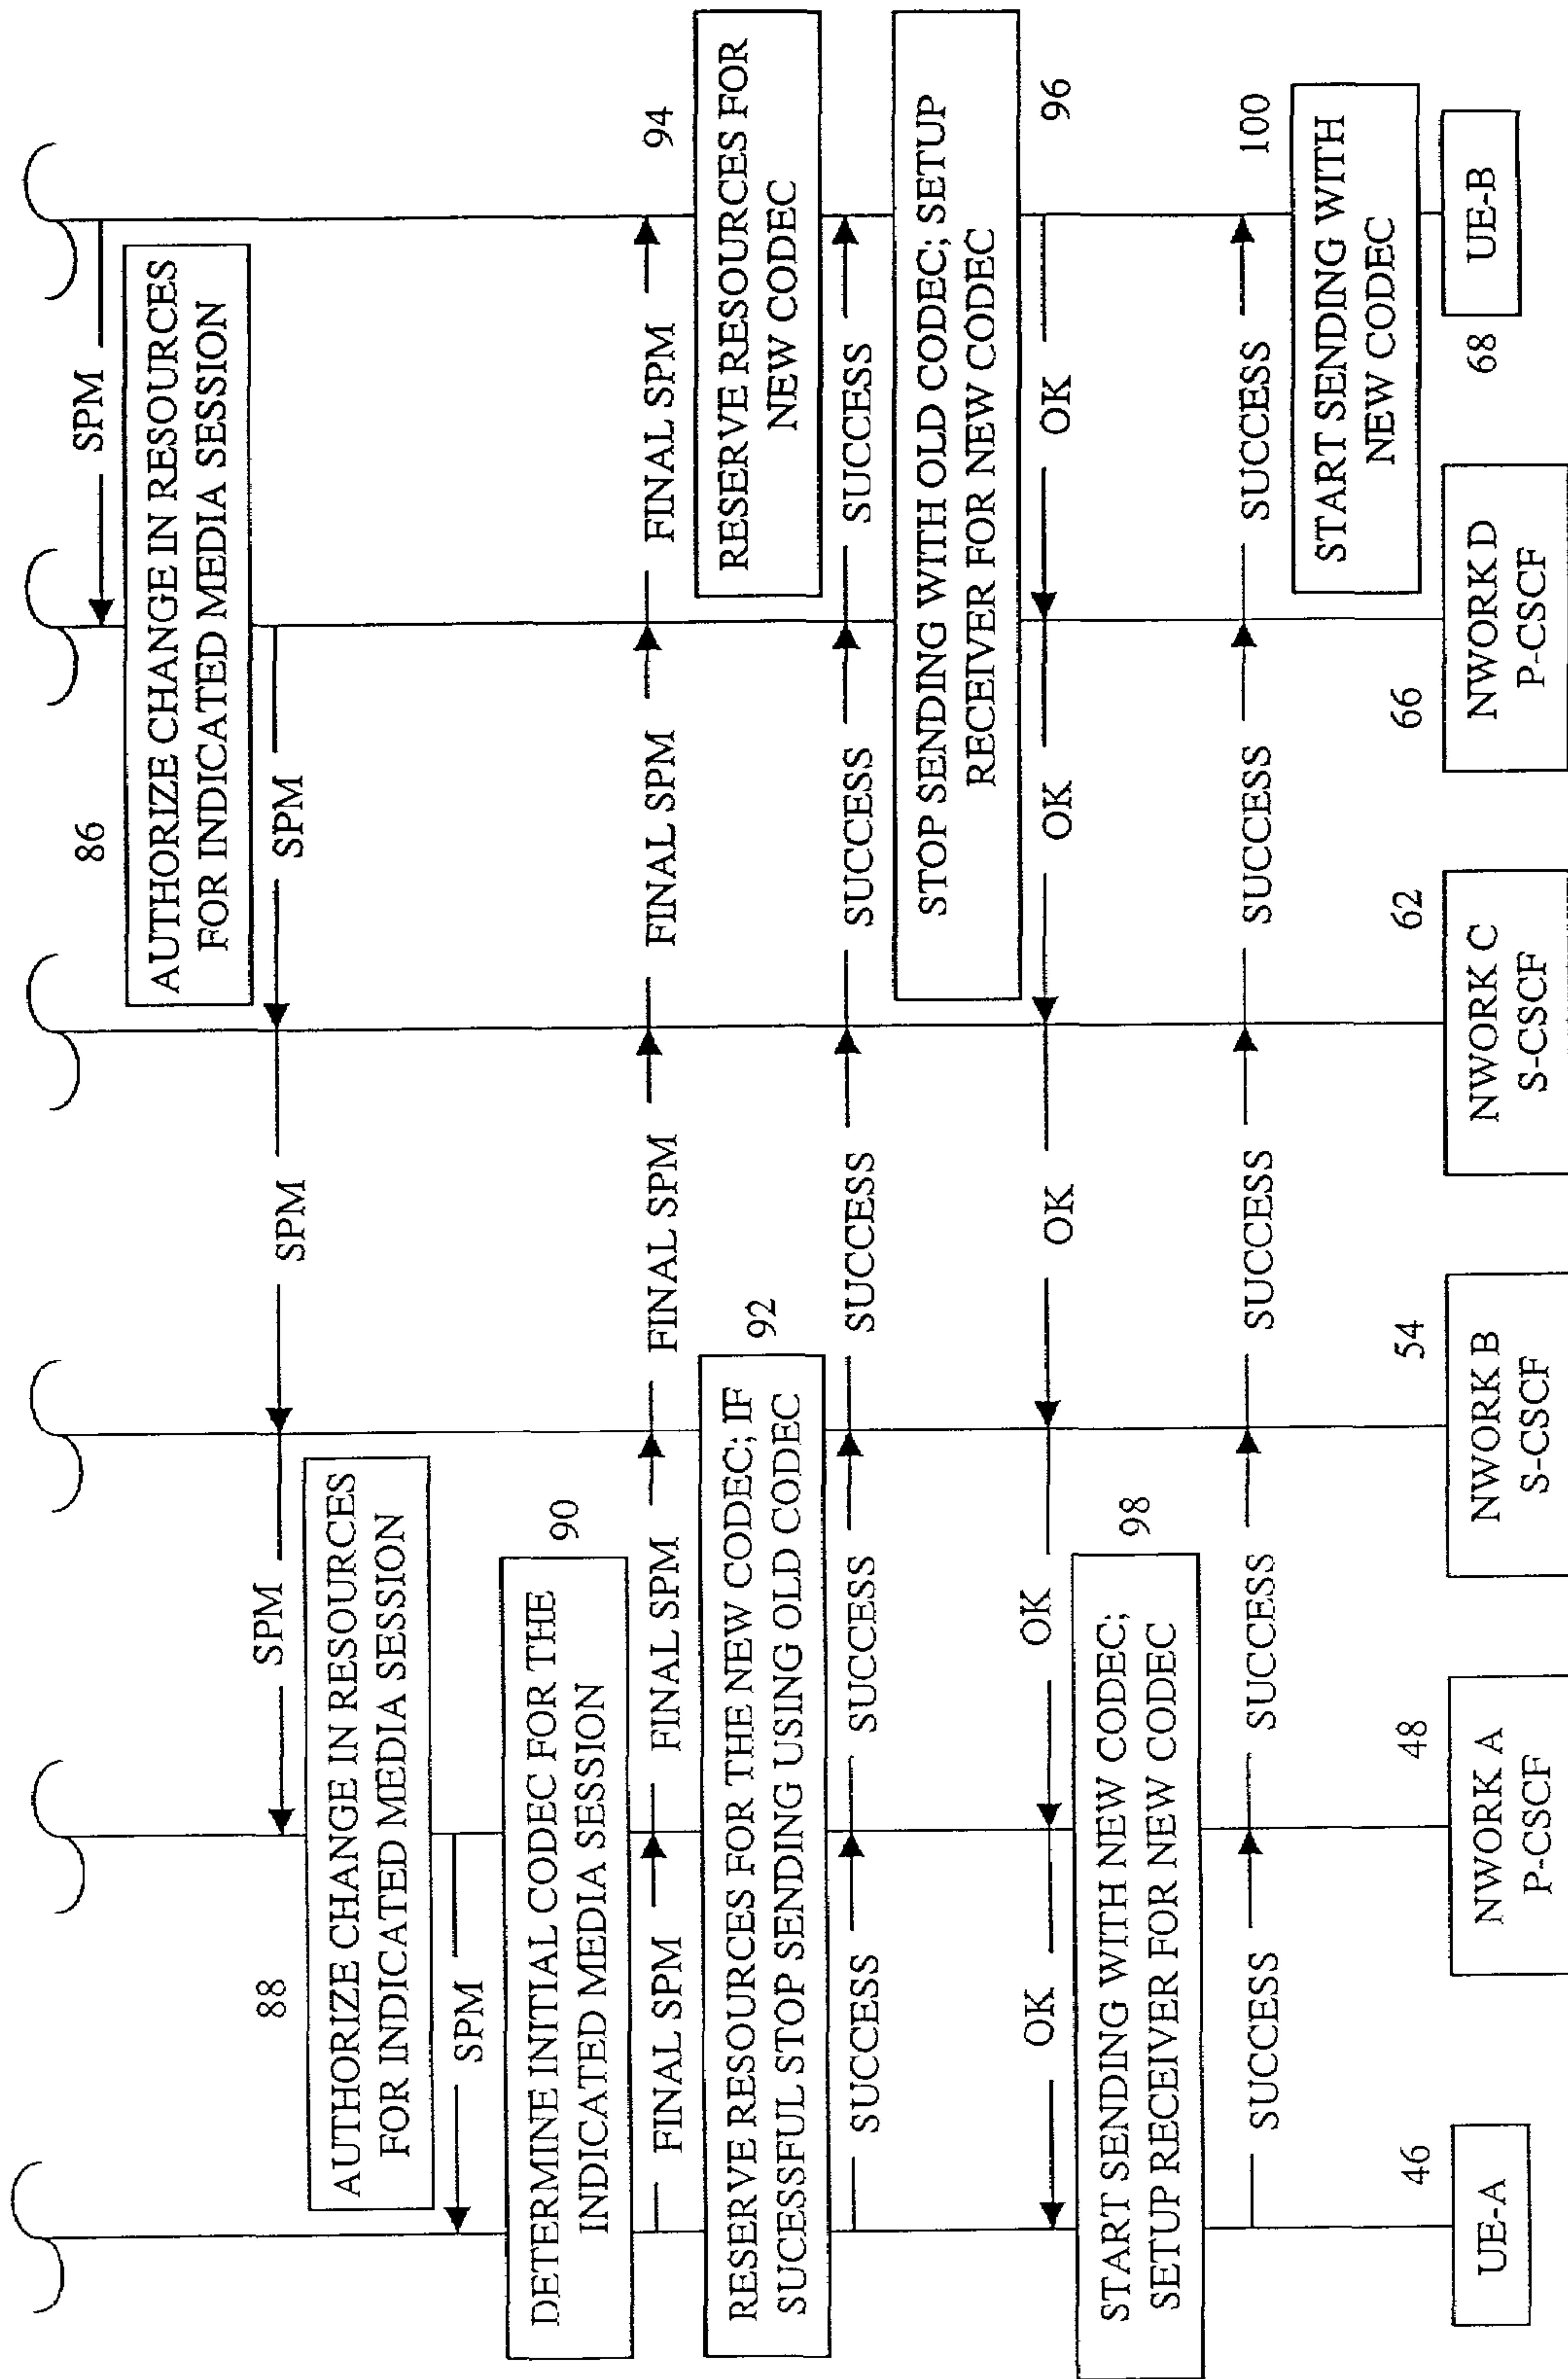 SPM
86
AUTHORIZE CHANGE IN RESOURCES
FOR INDICATED MEDIA SESSION
SPM
SPM
SPM
88
AUTHORIZE CHANGE IN RESOURCES
FOR INDICATED MEDIA SESSION
SPM
DETERMINE INITIAL CODEC FOR THE
INDICATED MEDIA SESSION
90
FINAL SPM
FINAL SPM
FINAL SPM
FINAL SPM
FINAL SPM
94
RESERVE RESOURCES FOR THE NEW CODEC; IF
SUCESSFUL STOP SENDING USING OLD CODEC
92
RESERVE RESOURCES FOR
NEW CODEC
SUCCESS
SUCCESS
SUCCESS
SUCCESS
SUCCESS
STOP SENDING WITH OLD CODEC; SETUP
RECEIVER FOR NEW CODEC
96
OK
OK
OK
OK
OK
START SENDING WITH NEW CODEC;
SETUP RECEIVER FOR NEW CODEC
98
SUCCESS
SUCCESS
SUCCESS
SUCCESS
SUCCESS
100
START SENDING WITH
NEW CODEC
46
UE-A
48
NWORK A
P-CSCF
54
NWORK B
S-CSCF
62
NWORK C
S-CSCF
66
NWORK D
P-CSCF
68
UE-B